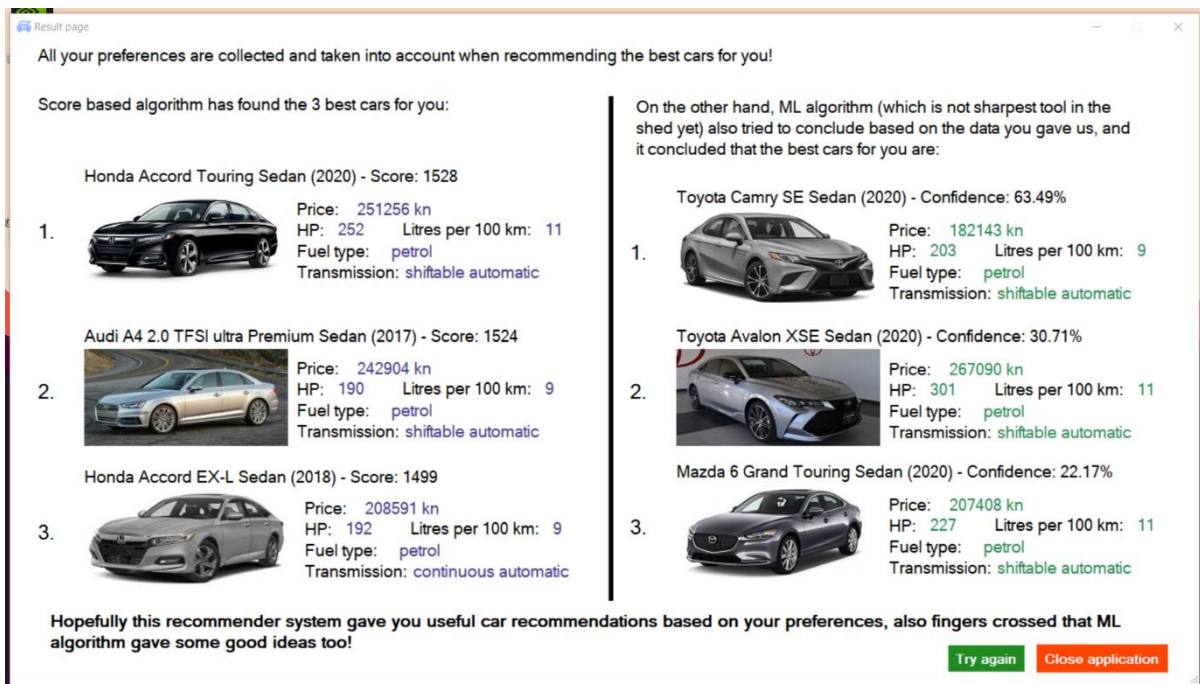 Result page
All your preferences are collected and taken into account when recommending the best cars for you!
Score based algorithm has found the 3 best cars for you:
Honda Accord Touring Sedan (2020) - Score: 1528
1.
Price: 251256 kn
HP: 252 Litres per 100 km: 11
Fuel type: petrol
Transmission: shiftable automatic
Audi A4 2.0 TFSI ultra Premium Sedan (2017) - Score: 1524
2.
Price: 242904 kn
HP: 190 Litres per 100 km: 9
Fuel type: petrol
Transmission: shiftable automatic
Honda Accord EX-L Sedan (2018) - Score: 1499
3.
Price: 208591 kn
HP: 192 Litres per 100 km: 9
Fuel type: petrol
Transmission: continuous automatic
On the other hand, ML algorithm (which is not sharpest tool in the
shed yet) also tried to conclude based on the data you gave us, and
it concluded that the best cars for you are:
Toyota Camry SE Sedan (2020) - Confidence: 63.49%
1.
Price: 182143 kn
HP: 203 Litres per 100 km: 9
Fuel type: petrol
Transmission: shiftable automatic
Toyota Avalon XSE Sedan (2020) - Confidence: 30.71%
2.
Price: 267090 kn
HP: 301 Litres per 100 km: 11
Fuel type: petrol
Transmission: shiftable automatic
Mazda 6 Grand Touring Sedan (2020) - Confidence: 22.17%
3.
Price: 207408 kn
HP: 227 Litres per 100 km: 11
Fuel type: petrol
Transmission: shiftable automatic
Hopefully this recommender system gave you useful car recommendations based on your preferences, also fingers crossed that ML
algorithm gave some good ideas too!
Try again
Close application